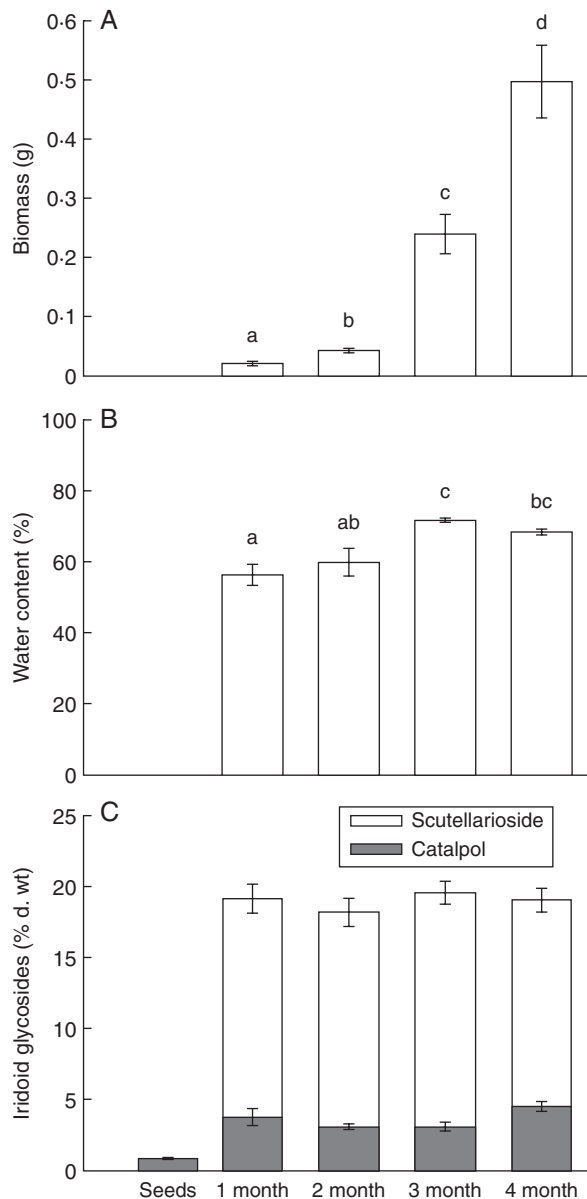 A
0·6
0·5
0·4
0·3
0·2
0·1
0
Biomass (g)
a
b
c
d
B
100
80
60
40
20
0
Water content (%)
a
ab
c
bc
C
25
20
15
10
5
0
Iridoid glycosides (% d. wt)
Scutellarioside
Catalpol
Seeds 1 month 2 month 3 month 4 month